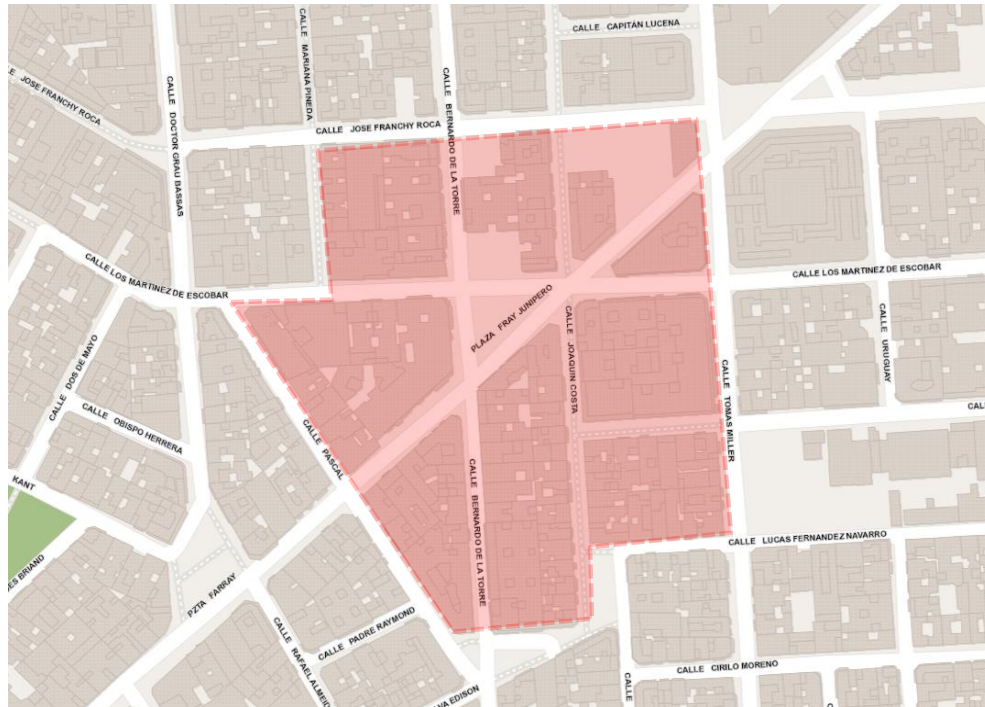 CALLE CAPITÁN LUCENA
CALLE MARIANA PINEDA
JOSE FRANCHY ROCA
CALLE DOCTOR GRAU BASSAS
CALLE JOSE FRANCHY ROCA
CALLE BERNARDO DE LA TORRE
CALLE LOS MARTINEZ DE ESCOBAR
CALLE LOS MARTINEZ DE ESCOBAR
PLAZA FRAY JUNIPERO
CALLE JOAQUIN COSTA
CALLE URUGUAY
CALLE DOS DE MAYO
CALLE TOMAS MILLER
CALLE OBISPO HERRERA
CALLE PASCAL
KANT
CALLE BERNARDO DE LA TORRE
CALLE LUCAS FERNANDEZ NAVARRO
BRIAND
PZTA FARRAY
CALLE PADRE RAYMOND
CALLE RAFAEL ALMEID
CALLE CIRILO MORENO
EDISON
CALLE